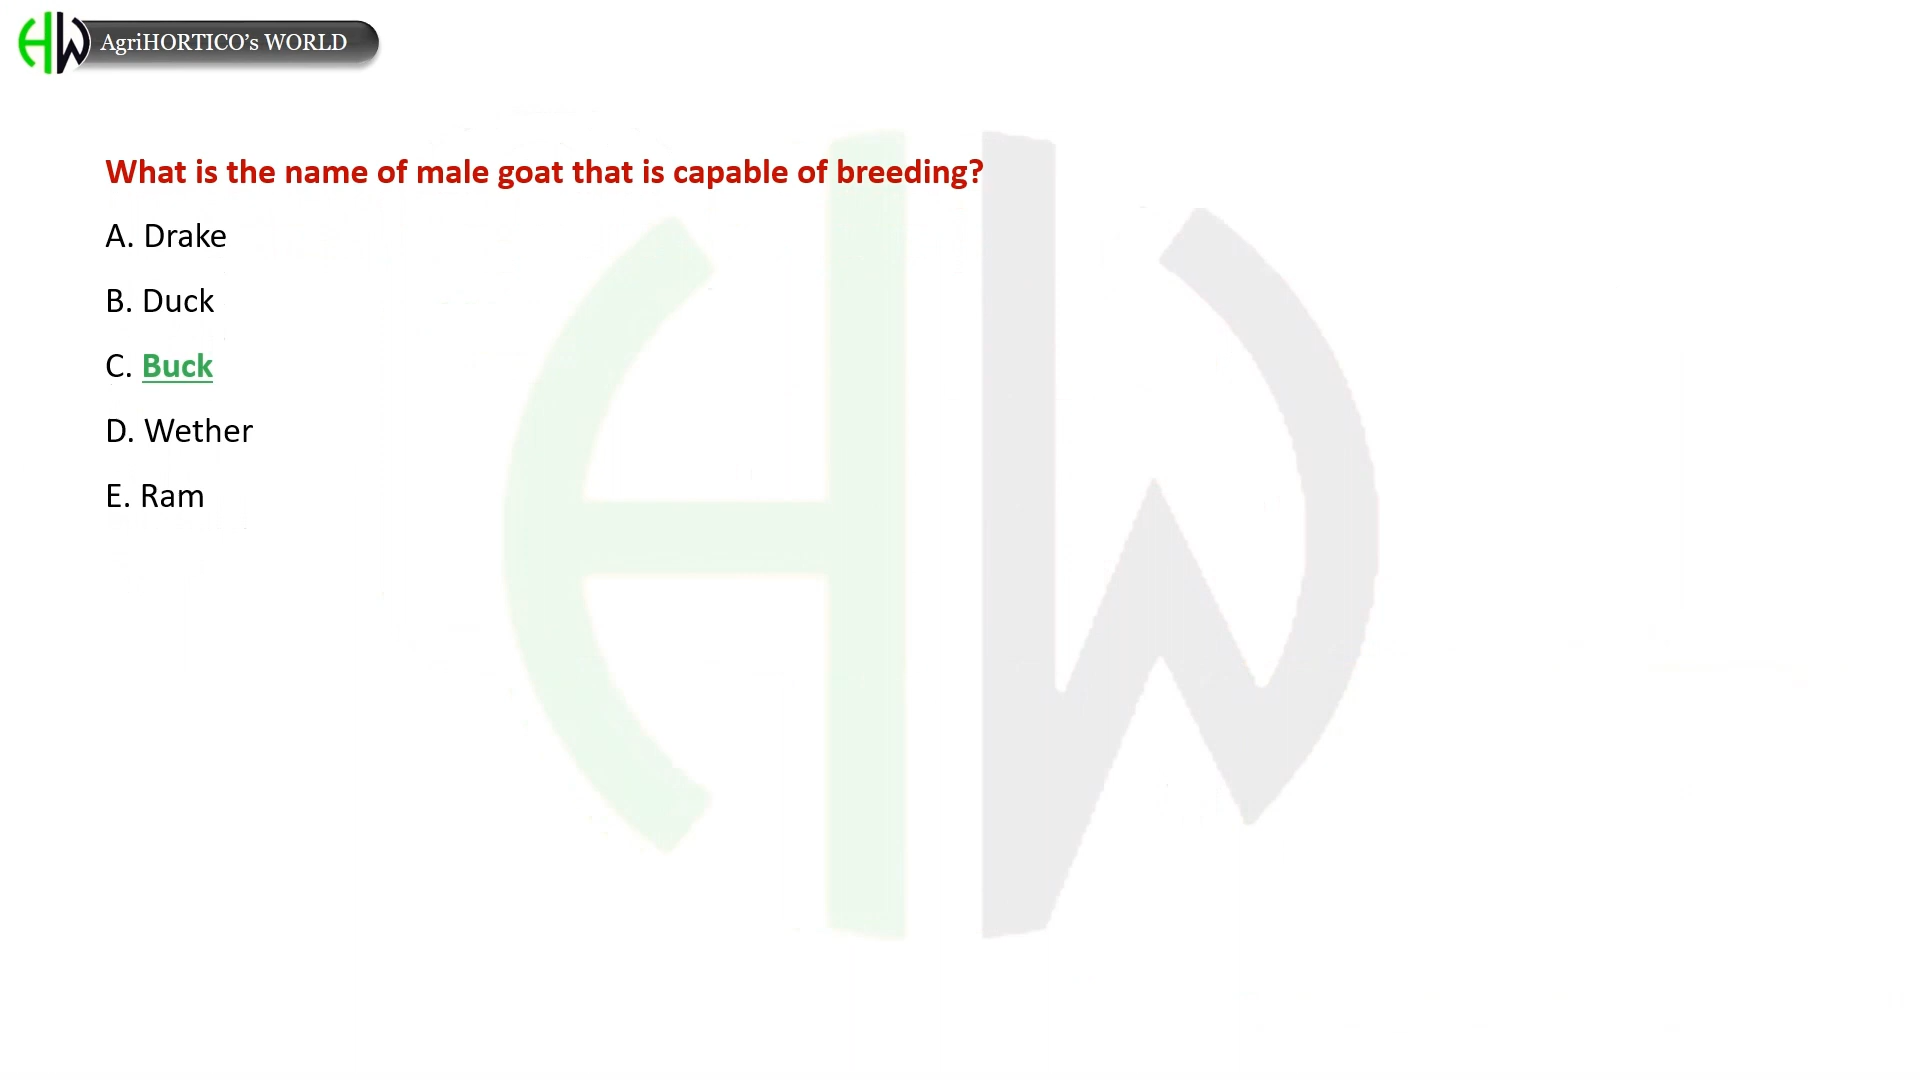 HW AgriHORTICO's WORLD
What is the name of male goat that is capable of breeding?
A. Drake
B. Duck
C. Buck
D. Wether
E. Ram